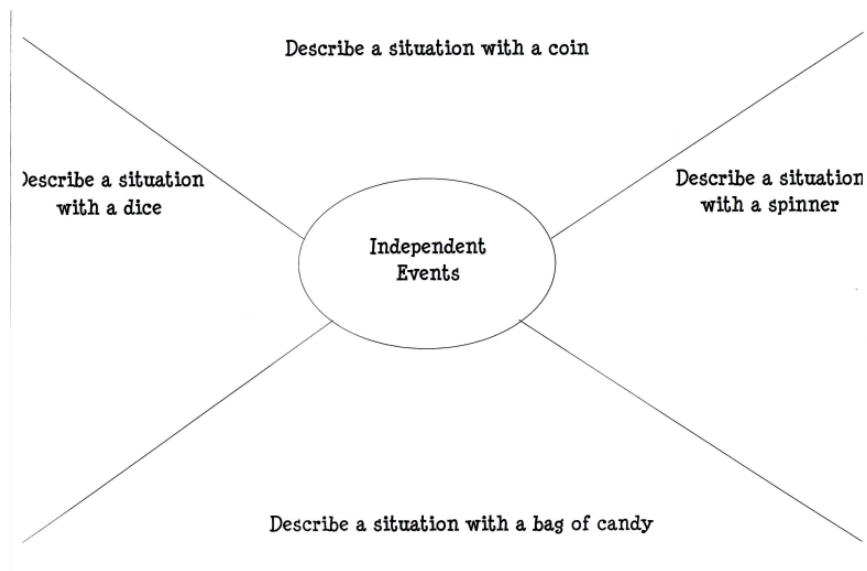 Describe a situation with a coin
Describe a situation
with a dice
Describe a situation
with a spinner
Independent
Events
Describe a situation with a bag of candy